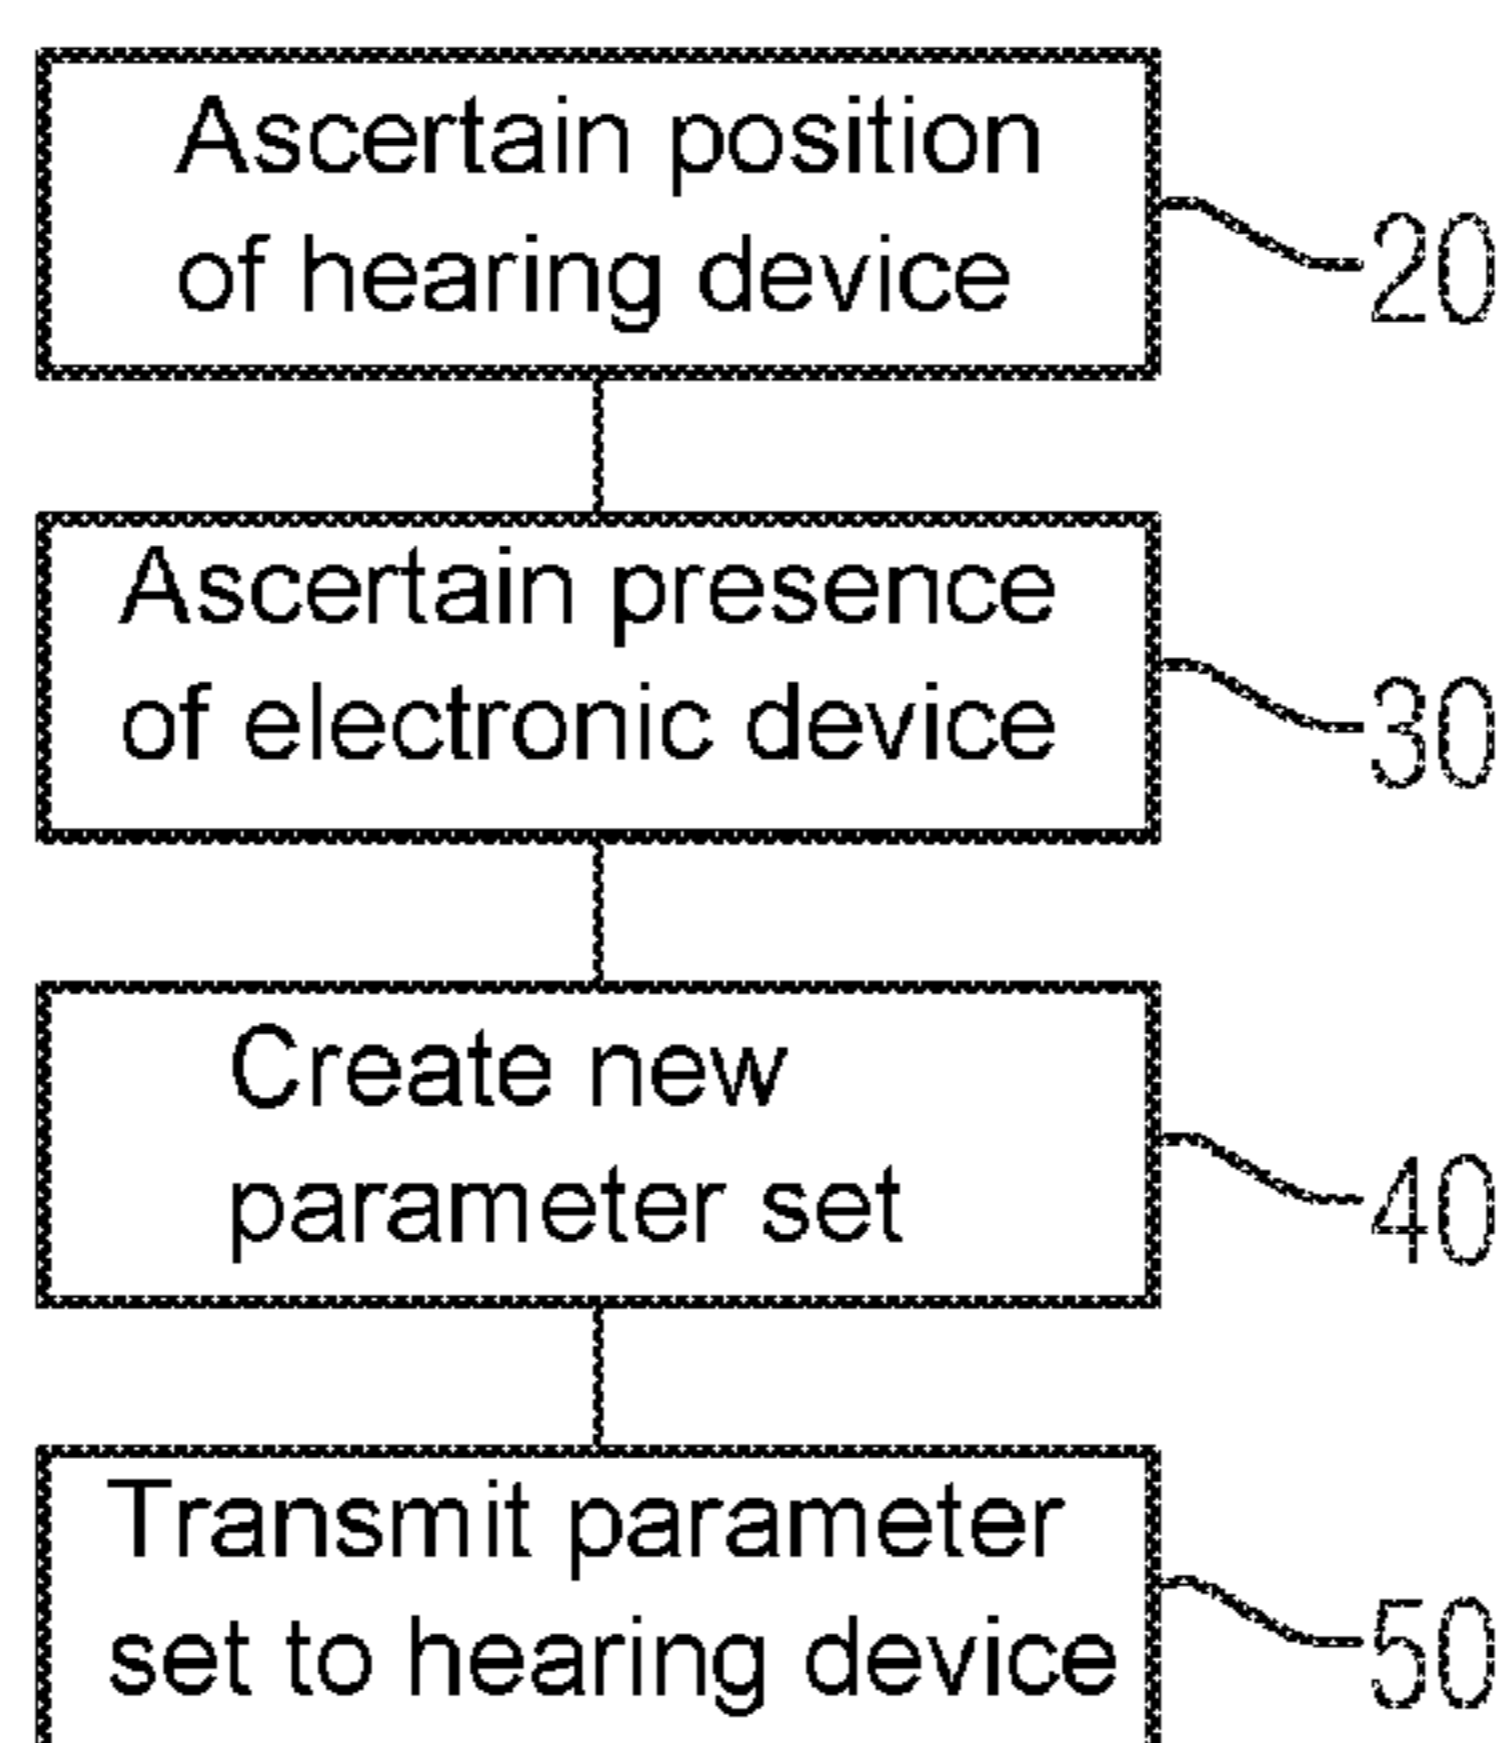 Ascertain position
of hearing device
20
Ascertain presence
of electronic device
30
Create new
parameter set
40
Transmit parameter
set to hearing device
50